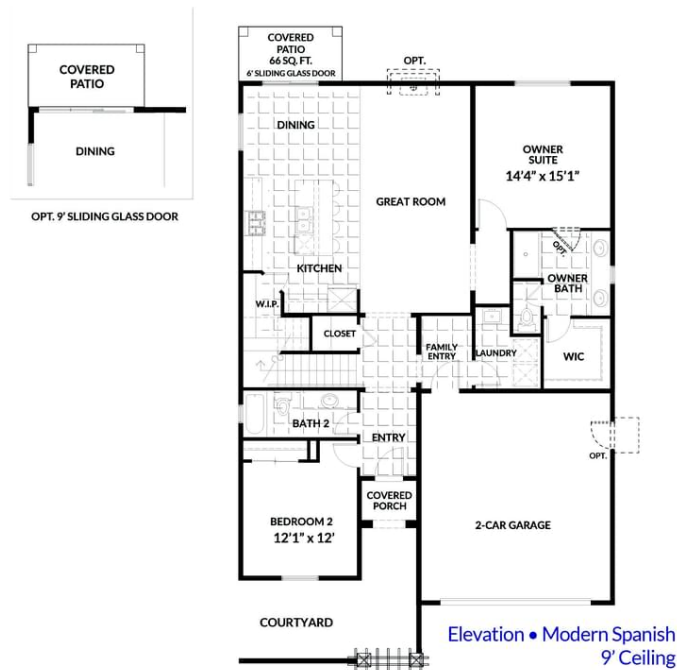 COVERED
PATIO
DINING
OPT. 9' SLIDING GLASS DOOR
COVERED
PATIO
66 SQ. FT.
6' SLIDING GLASS DOOR
OPT.
DINING
OWNER
SUITE
14'4" x 15'1"
GREAT ROOM
OPT.
KITCHEN
OWNER
BATH
W.I.P.
CLOSET
FAMILY
ENTRY
LAUNDRY
WIC
BATH 2
ENTRY
OPT.
COVERED
PORCH
BEDROOM 2
12'1" x 12'
2-CAR GARAGE
COURTYARD
Elevation • Modern Spanish
9' Ceiling